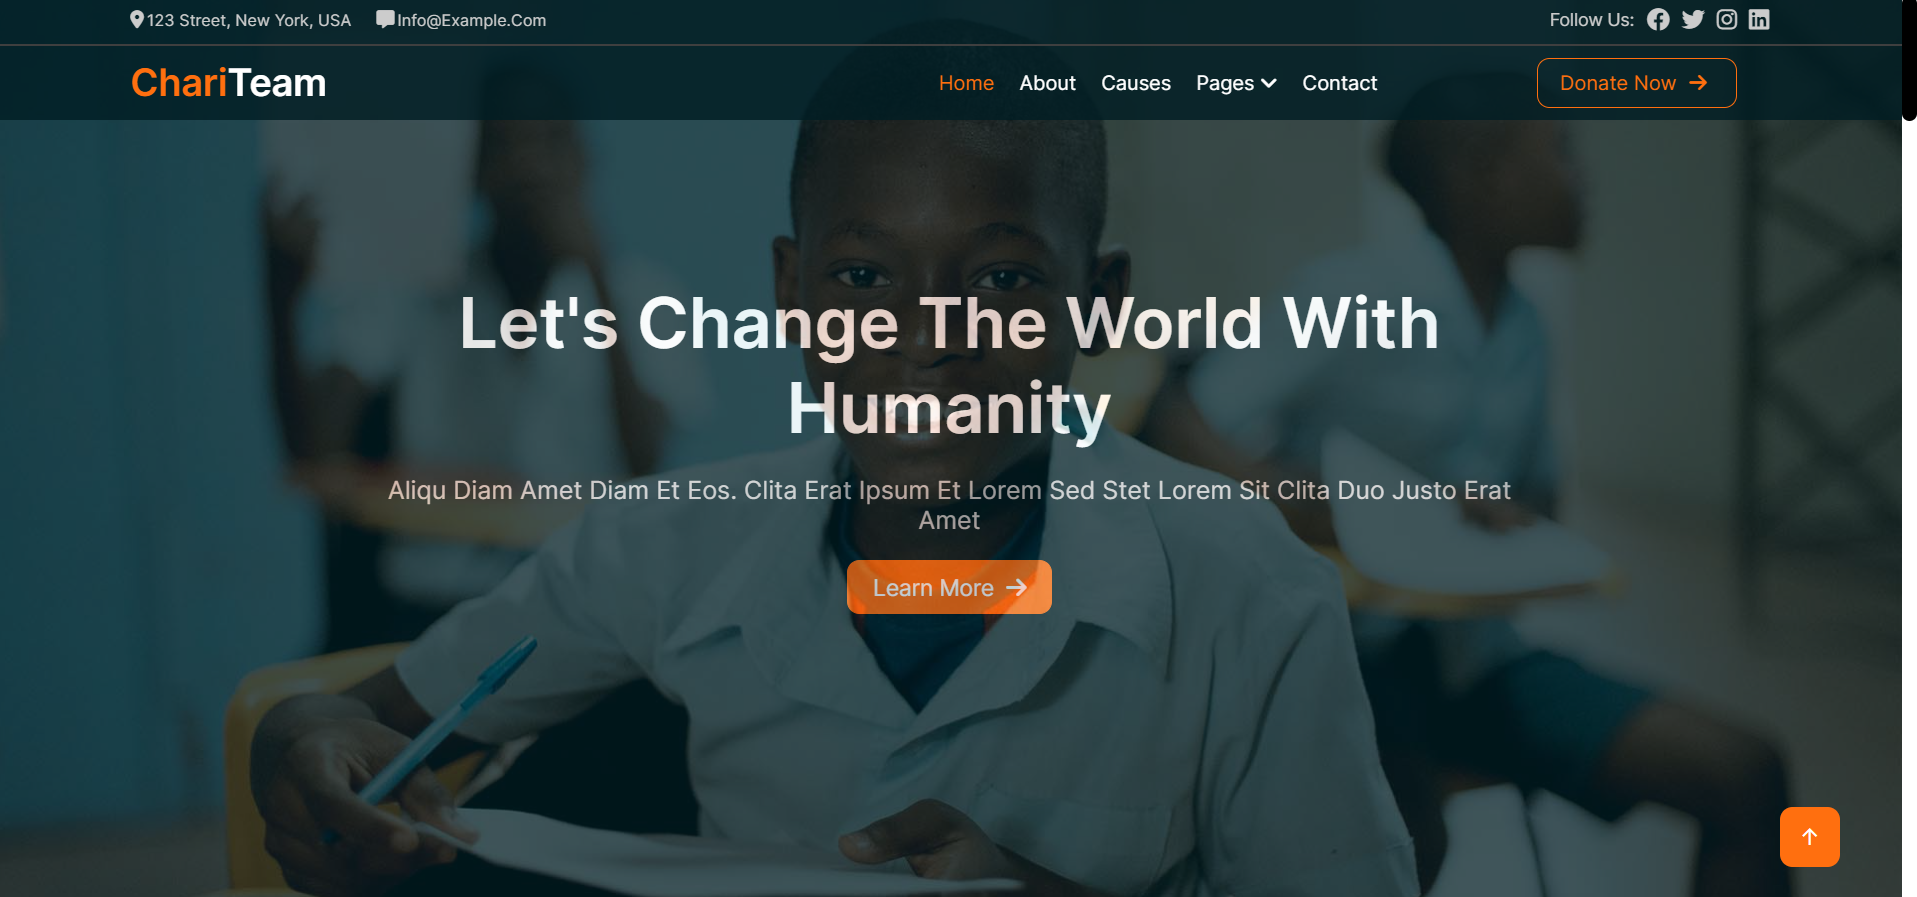 123 Street, New York, USA Info@Example.Com Follow Us:
ChariTeam Home About Causes Pages Contact Donate Now
Let's Change The World With
Humanity
Aliqu Diam Amet Diam Et Eos. Clita Erat Ipsum Et Lorem Sed Stet Lorem Sit Clita Duo Justo Erat
Amet
Learn More